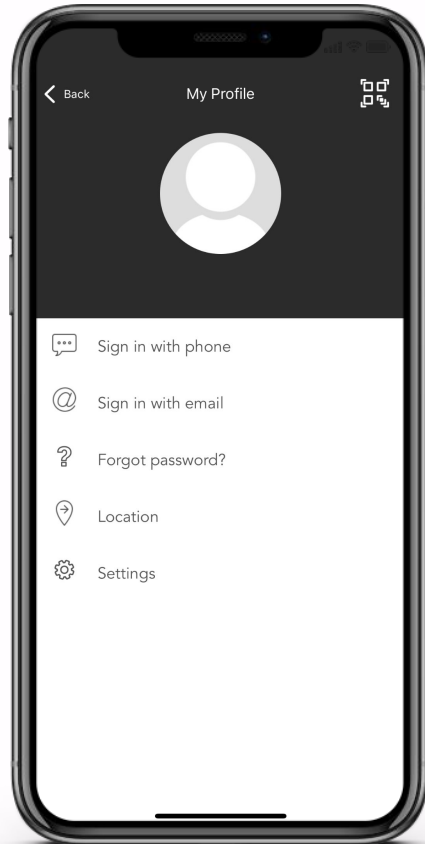 Back
My Profile
Sign in with phone
Sign in with email
Forgot password?
Location
Settings